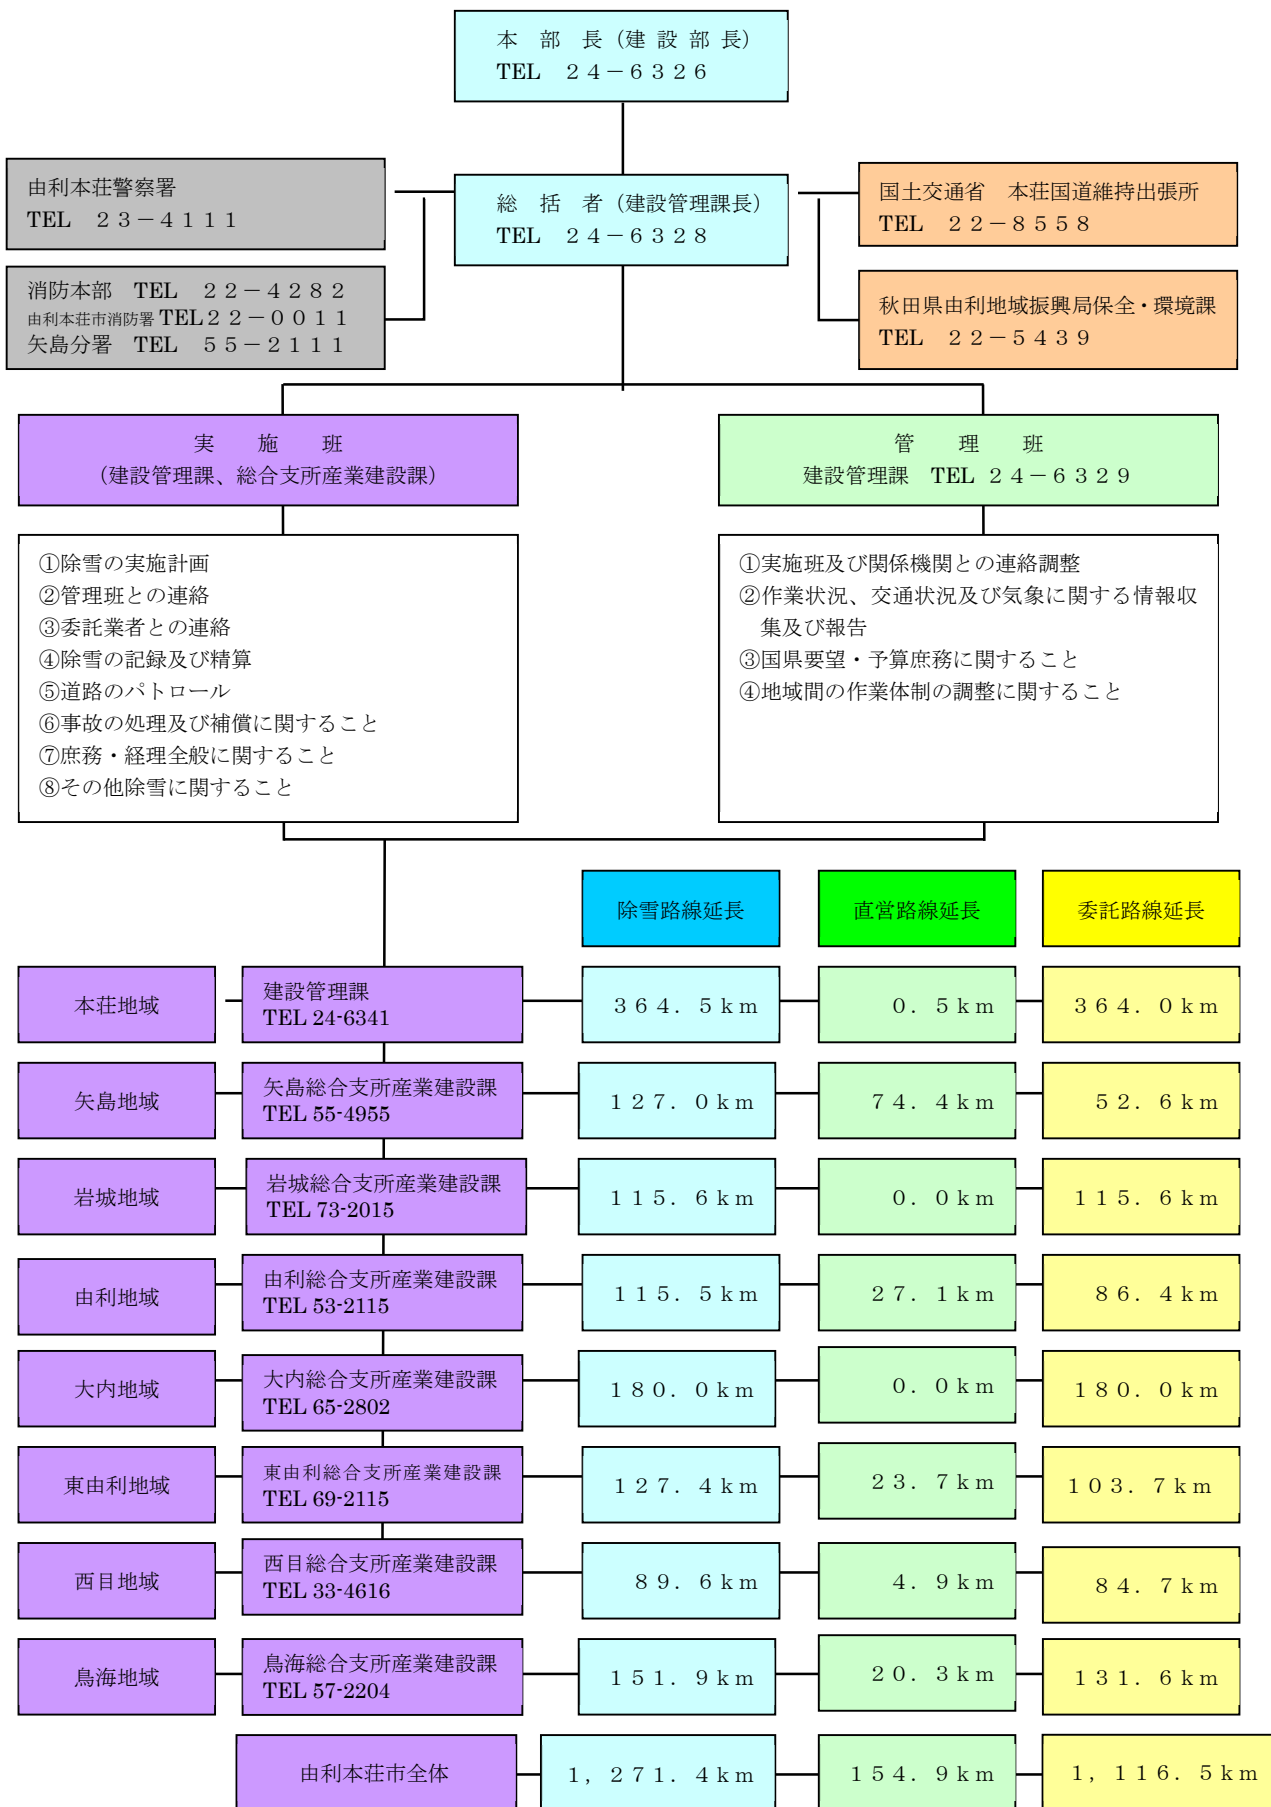 本　部　長（建 設 部 長）
TEL　２４－６３２６
由利本荘警察署
TEL　２３－４１１１
総　括　者（建設管理課長）
TEL　２４－６３２８
国土交通省　本荘国道維持出張所
TEL　２２－８５５８
消防本部　TEL　２２－４２８２
由利本荘市消防署 TEL２２－００１１
矢島分署　TEL　５５－２１１１
秋田県由利地域振興局保全・環境課
TEL　２２－５４３９
実　　施　　班
（建設管理課、総合支所産業建設課）
管　　理　　班
建設管理課　TEL ２４－６３２９
①除雪の実施計画
②管理班との連絡
③委託業者との連絡
④除雪の記録及び精算
⑤道路のパトロール
⑥事故の処理及び補償に関すること
⑦庶務・経理全般に関すること
⑧その他除雪に関すること
①実施班及び関係機関との連絡調整
②作業状況、交通状況及び気象に関する情報収
集及び報告
③国県要望・予算庶務に関すること
④地域間の作業体制の調整に関すること
除雪路線延長　直営路線延長　委託路線延長
本荘地域
建設管理課
TEL 24-6341
３６４．５ｋｍ　０．５ｋｍ　３６４．０ｋｍ
矢島地域
矢島総合支所産業建設課
TEL 55-4955
１２７．０ｋｍ　７４．４ｋｍ　５２．６ｋｍ
岩城地域
岩城総合支所産業建設課
TEL 73-2015
１１５．６ｋｍ　０．０ｋｍ　１１５．６ｋｍ
由利地域
由利総合支所産業建設課
TEL 53-2115
１１５．５ｋｍ　２７．１ｋｍ　８６．４ｋｍ
大内地域
大内総合支所産業建設課
TEL 65-2802
１８０．０ｋｍ　０．０ｋｍ　１８０．０ｋｍ
東由利地域
東由利総合支所産業建設課
TEL 69-2115
１２７．４ｋｍ　２３．７ｋｍ　１０３．７ｋｍ
西目地域
西目総合支所産業建設課
TEL 33-4616
８９．６ｋｍ　４．９ｋｍ　８４．７ｋｍ
鳥海地域
鳥海総合支所産業建設課
TEL 57-2204
１５１．９ｋｍ　２０．３ｋｍ　１３１．６ｋｍ
由利本荘市全体　１，２７１．４ｋｍ　１５４．９ｋｍ　１，１１６．５ｋｍ